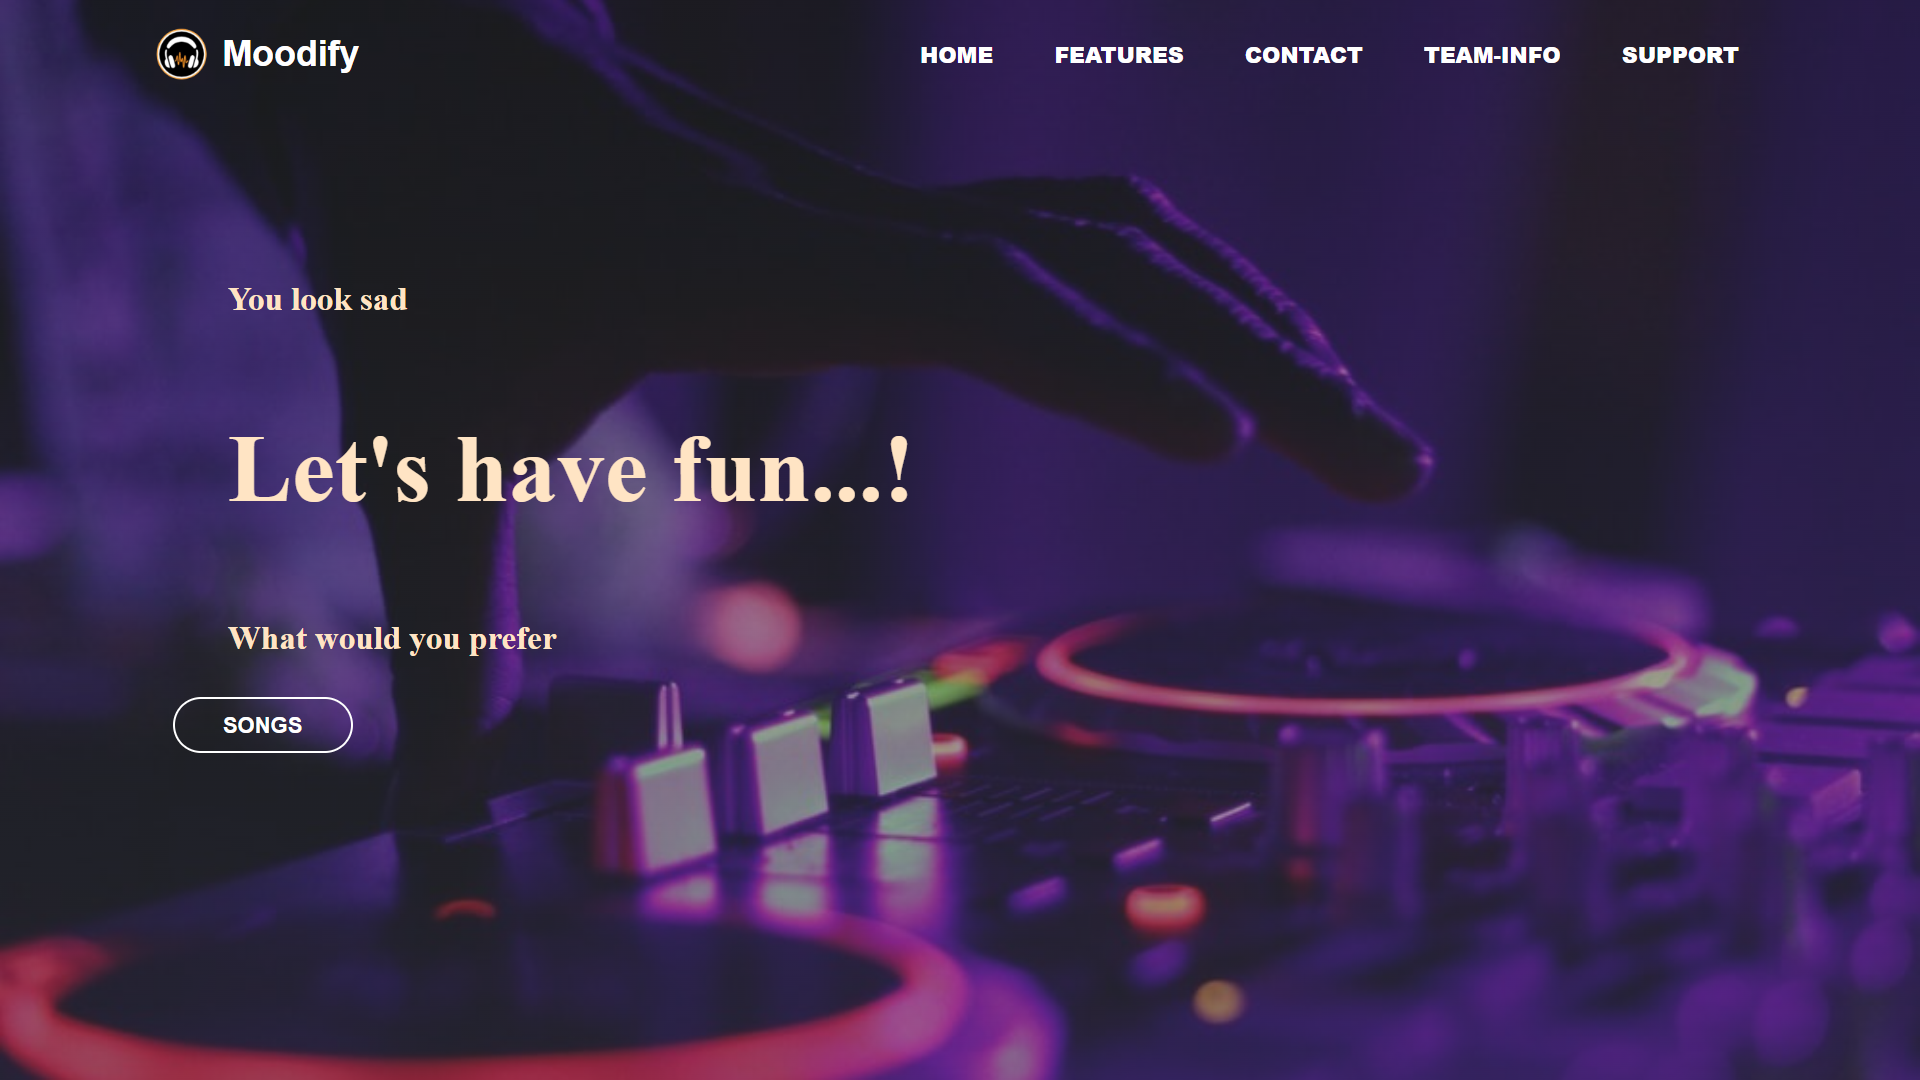 Moodify
HOME FEATURES CONTACT TEAM-INFO SUPPORT
You look sad
Let's have fun...!
What would you prefer
SONGS